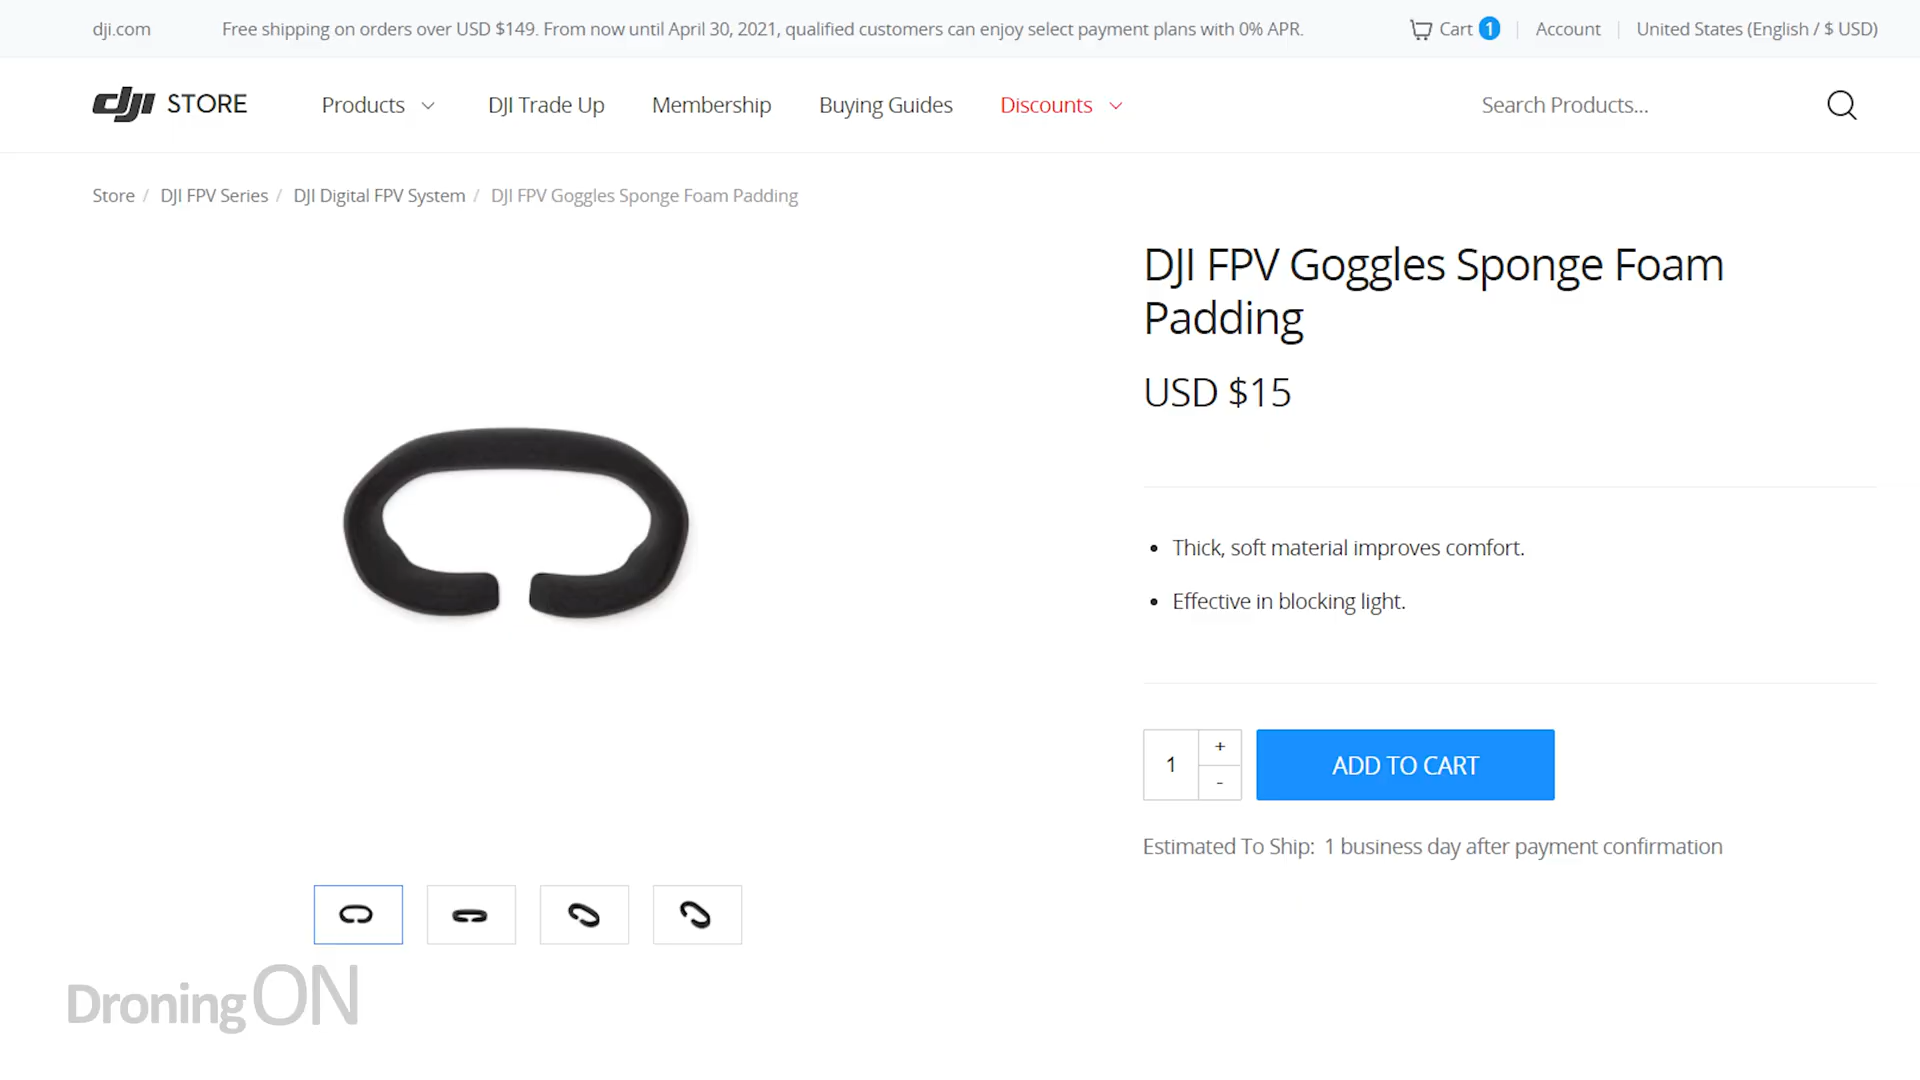 dji.com
Free shipping on orders over USD $149. From now until April 30, 2021, qualified customers can enjoy select payment plans with 0% APR.
Cart 1
Account
United States (English / $ USD)
dji STORE
Products
DJI Trade Up
Membership
Buying Guides
Discounts
Search Products...
Store / DJI FPV Series / DJI Digital FPV System / DJI FPV Goggles Sponge Foam Padding
DJI FPV Goggles Sponge Foam
Padding
USD $15
• Thick, soft material improves comfort.
• Effective in blocking light.
1
+
-
ADD TO CART
Estimated To Ship: 1 business day after payment confirmation
DroningON